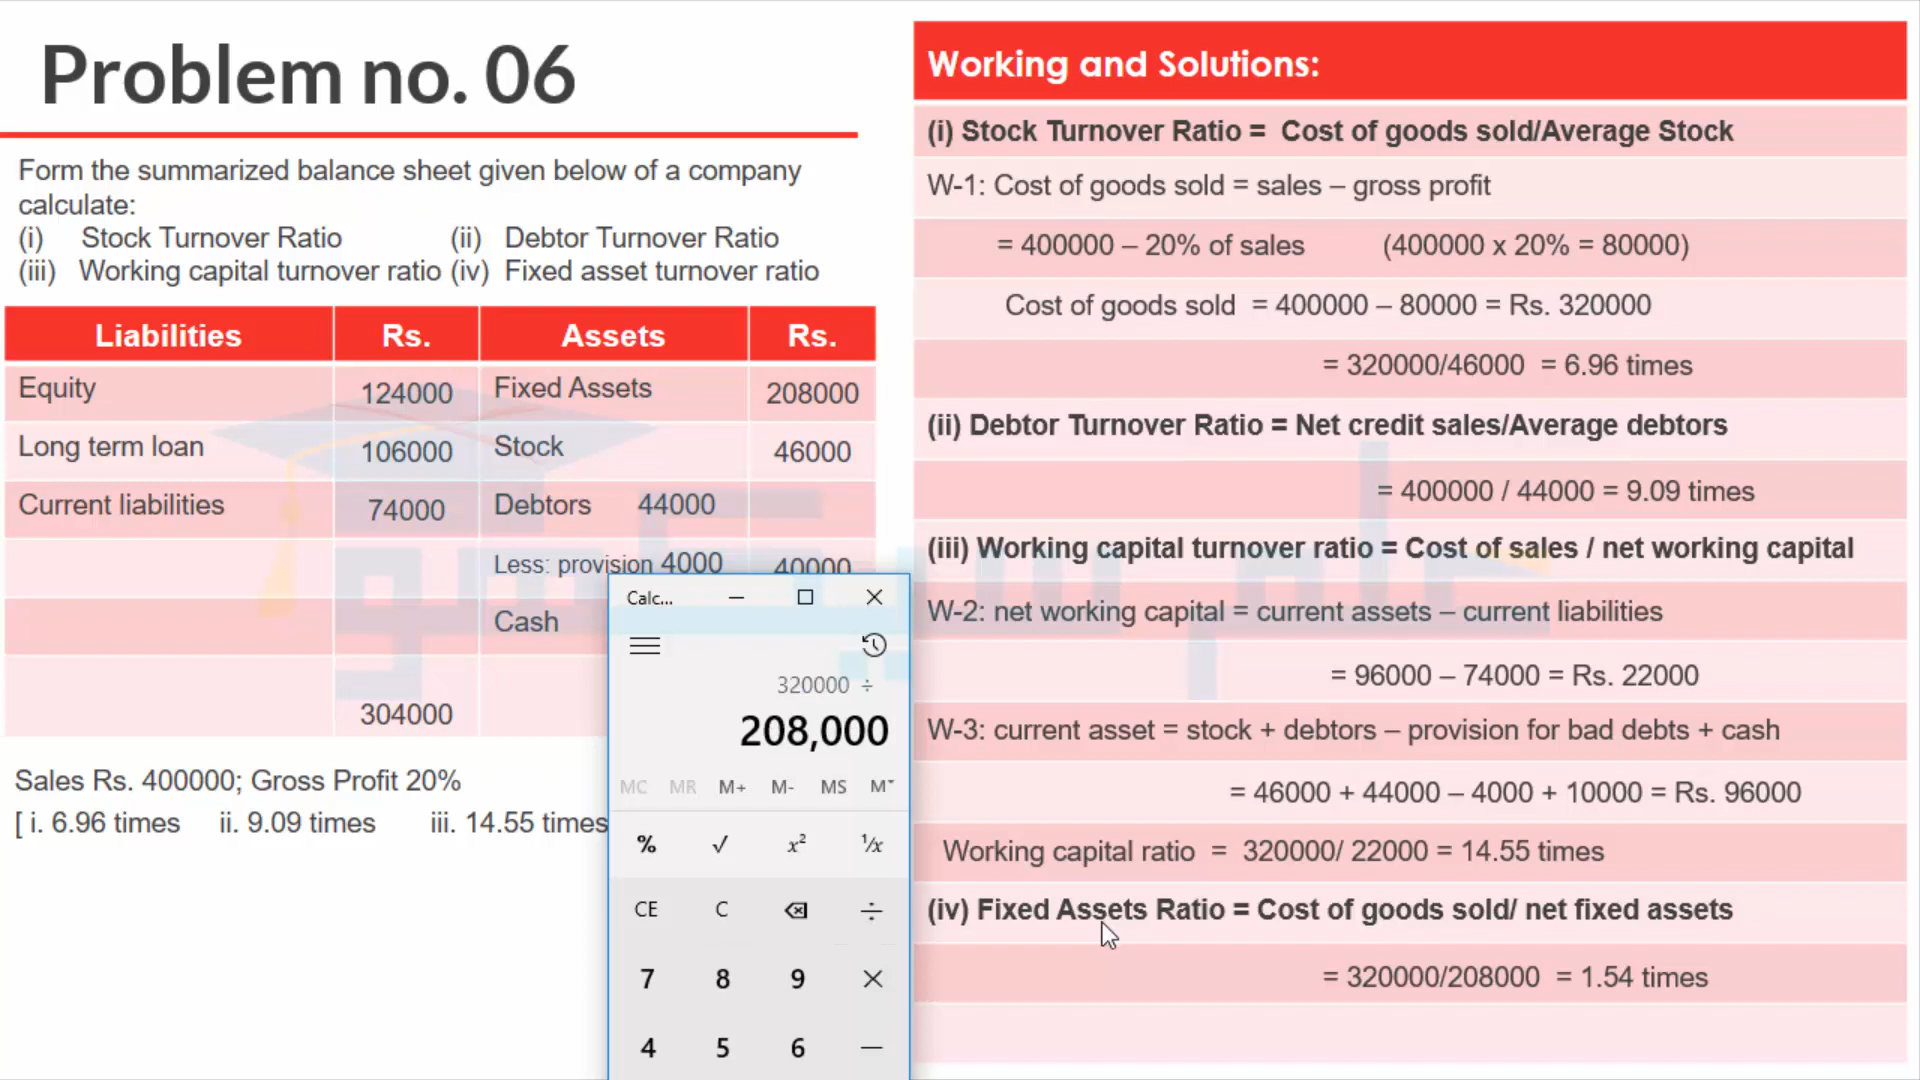 Problem no. 06
Form the summarized balance sheet given below of a company
calculate:
(i) Stock Turnover Ratio (ii) Debtor Turnover Ratio
(iii) Working capital turnover ratio (iv) Fixed asset turnover ratio
Liabilities Rs. Assets Rs.
Equity 124000 Fixed Assets 208000
Long term loan 106000 Stock 46000
Current liabilities 74000 Debtors 44000
Less: provision 4000 40000
Cash
304000
Sales Rs. 400000; Gross Profit 20%
[ i. 6.96 times ii. 9.09 times iii. 14.55 times
Calc...
320000 ÷
208,000
MC MR M+ M- MS M˅
% √ x² ¹/x
CE C ÷
7 8 9 ×
4 5 6 −
Working and Solutions:
(i) Stock Turnover Ratio = Cost of goods sold/Average Stock
W-1: Cost of goods sold = sales – gross profit
= 400000 – 20% of sales (400000 x 20% = 80000)
Cost of goods sold = 400000 – 80000 = Rs. 320000
= 320000/46000 = 6.96 times
(ii) Debtor Turnover Ratio = Net credit sales/Average debtors
= 400000 / 44000 = 9.09 times
(iii) Working capital turnover ratio = Cost of sales / net working capital
W-2: net working capital = current assets – current liabilities
= 96000 – 74000 = Rs. 22000
W-3: current asset = stock + debtors – provision for bad debts + cash
= 46000 + 44000 – 4000 + 10000 = Rs. 96000
Working capital ratio = 320000/ 22000 = 14.55 times
(iv) Fixed Assets Ratio = Cost of goods sold/ net fixed assets
= 320000/208000 = 1.54 times